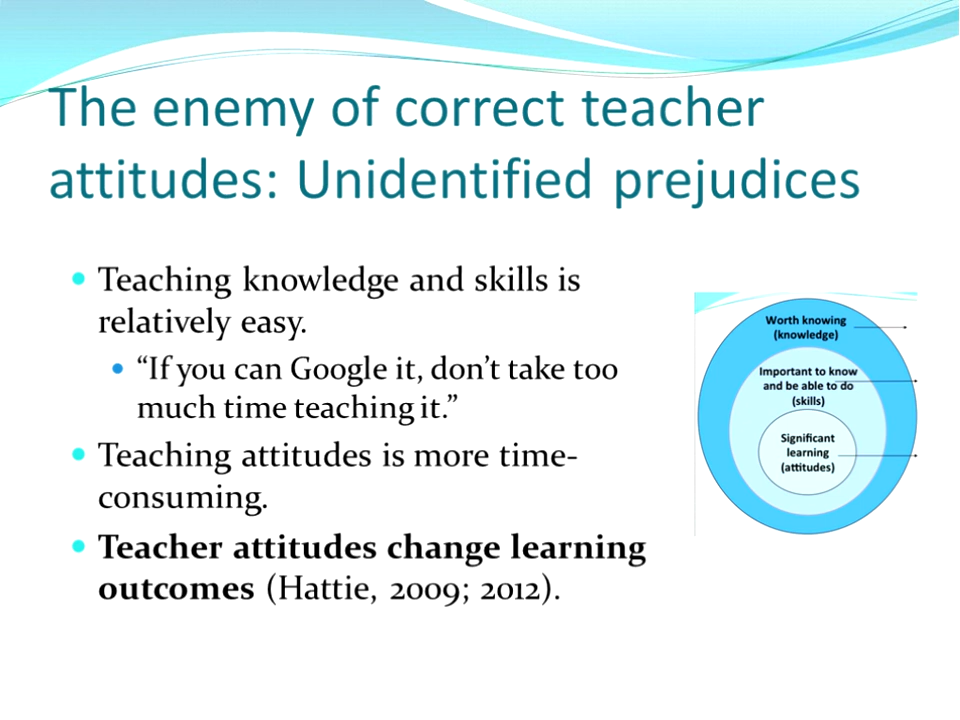 The enemy of correct teacher
attitudes: Unidentified prejudices
Teaching knowledge and skills is
relatively easy.
“If you can Google it, don’t take too
much time teaching it.”
Teaching attitudes is more time-
consuming.
Teacher attitudes change learning
outcomes (Hattie, 2009; 2012).
Worth knowing
(knowledge)
Important to know
and be able to do
(skills)
Significant
learning
(attitudes)